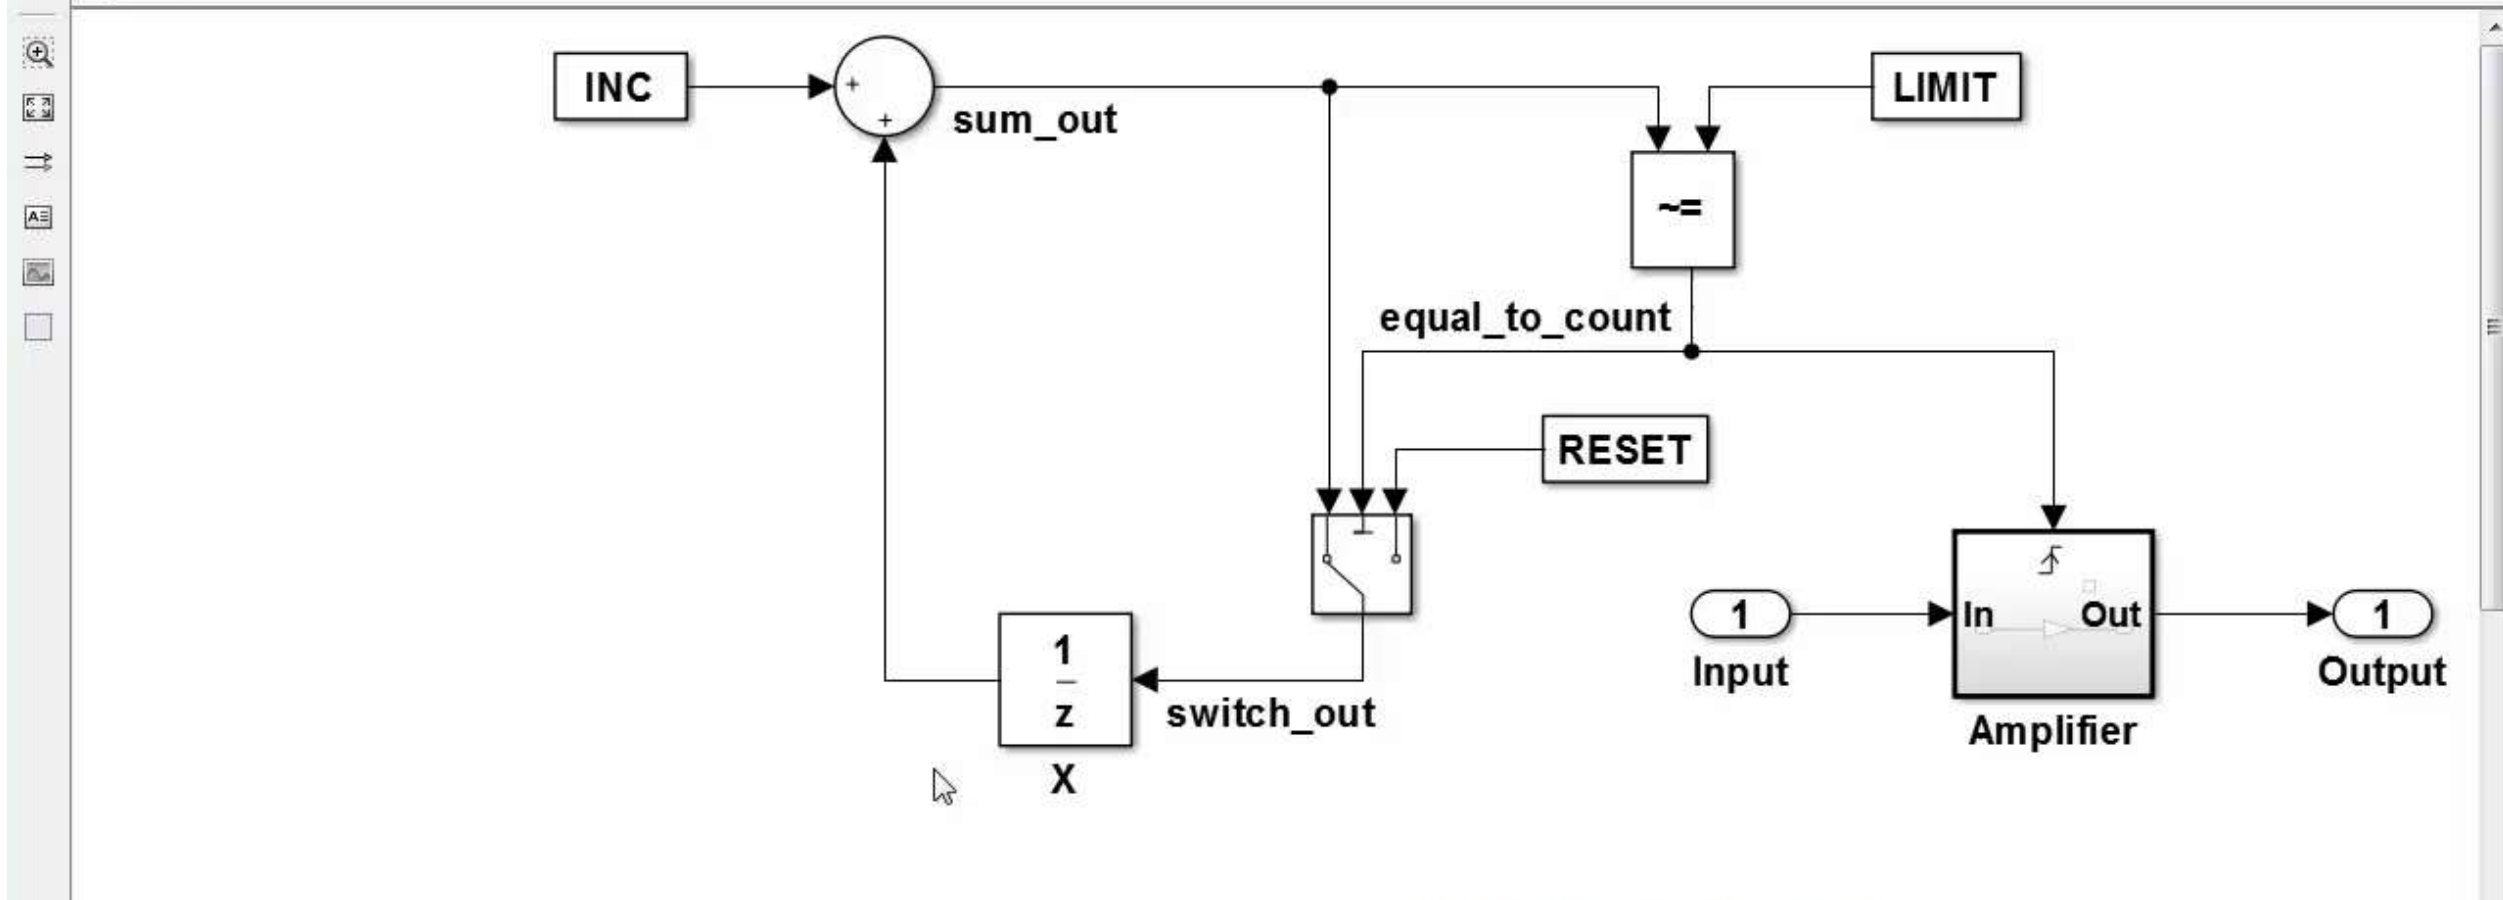 INC
+
+
sum_out
LIMIT
~=
equal_to_count
RESET
1
z
X
switch_out
1
Input
In Out
Amplifier
1
Output